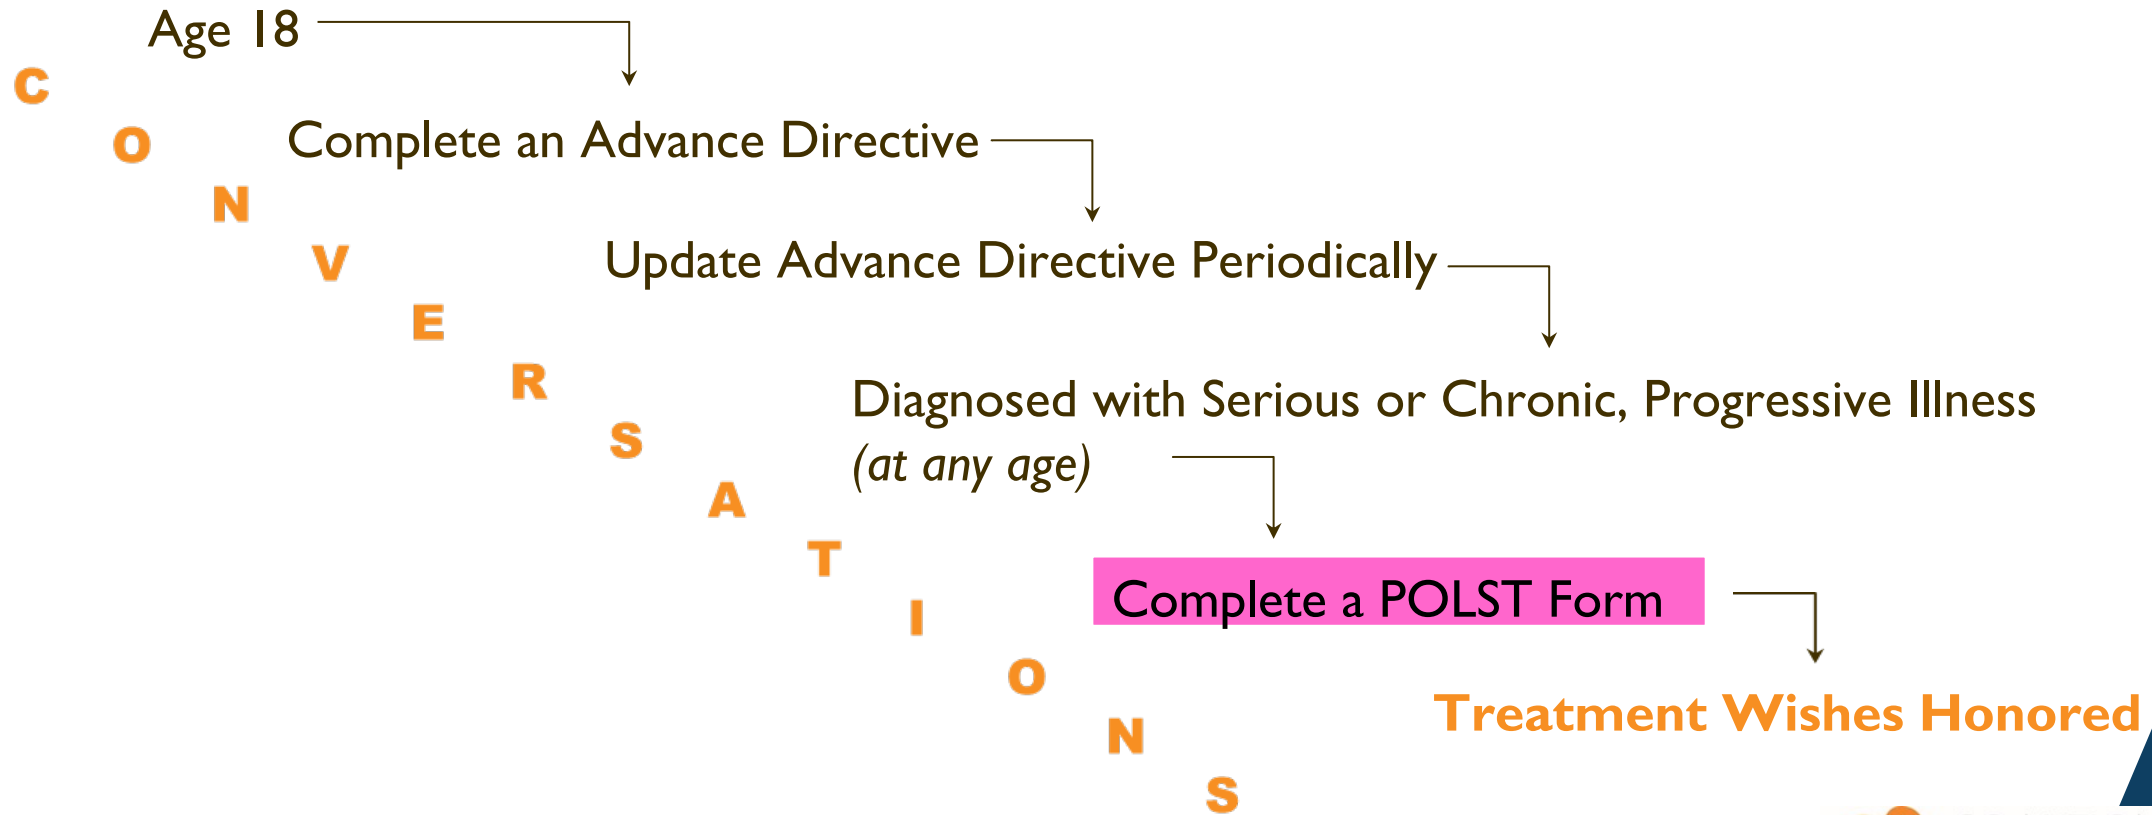 Age 18
Complete an Advance Directive
Update Advance Directive Periodically
Diagnosed with Serious or Chronic, Progressive Illness
(at any age)
Complete a POLST Form
Treatment Wishes Honored
CONVERSATIONS